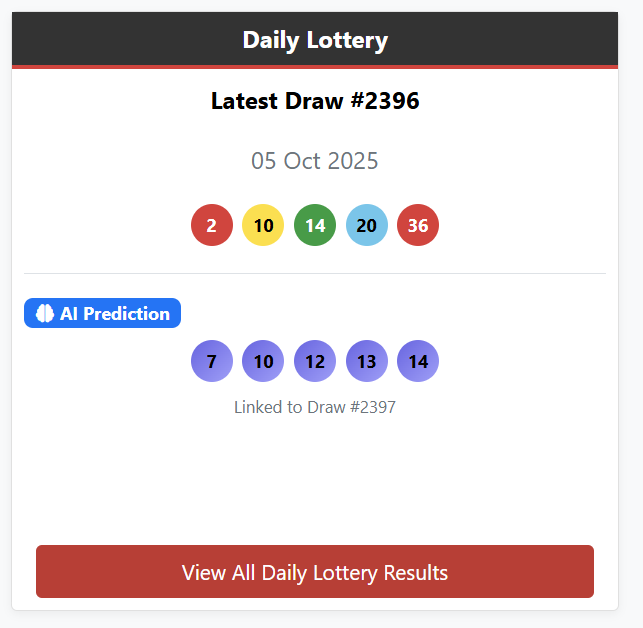 Daily Lottery
Latest Draw #2396
05 Oct 2025
2 10 14 20 36
AI Prediction
7 10 12 13 14
Linked to Draw #2397
View All Daily Lottery Results